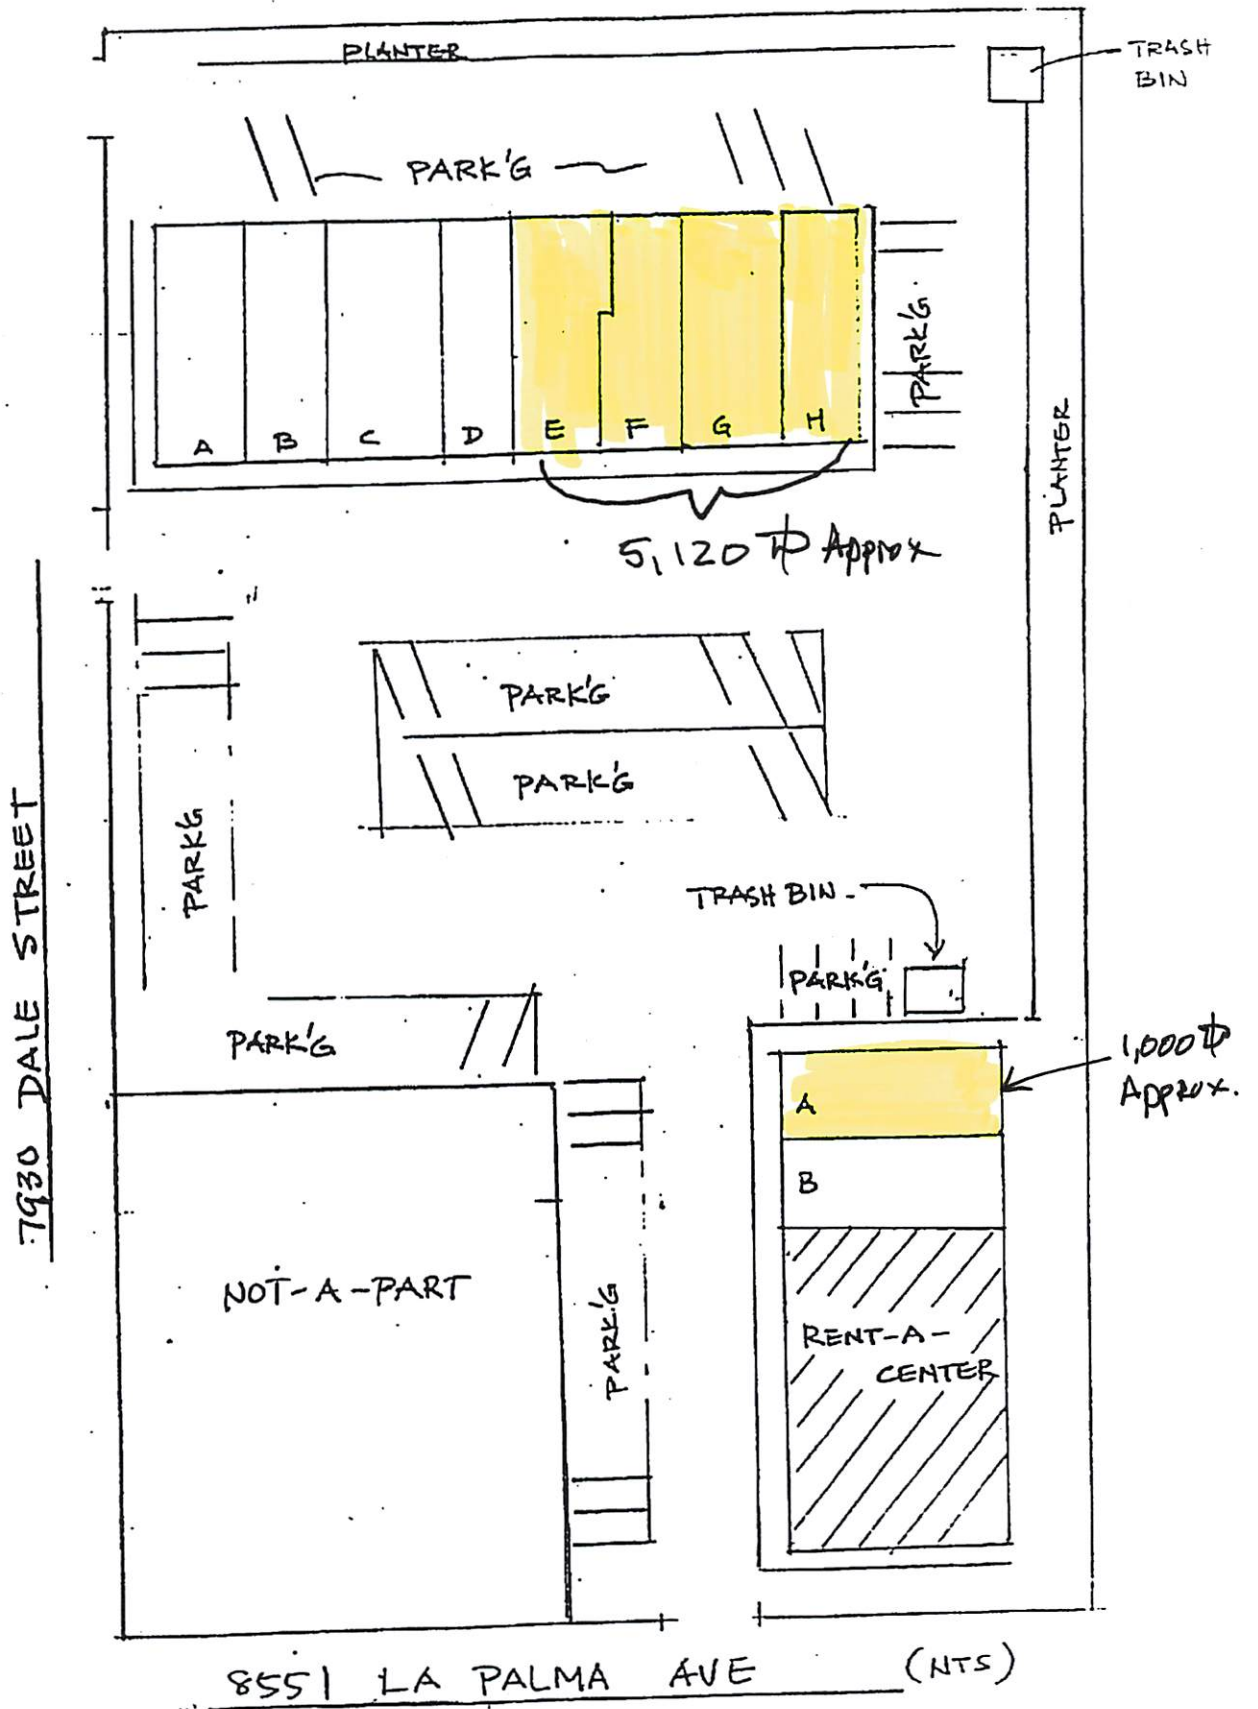 PLANTER
TRASH
BIN
PARK'G
A B C D E F G H
PARK'G
PLANTER
5,120 Approx
PARK'G
PARK'G
PARK'G
7930 DALE STREET
TRASH BIN
PARK'G
PARK'G
1,000
Approx.
A
B
NOT-A-PART
PARK'G
RENT-A-
CENTER
8551 LA PALMA AVE (NTS)